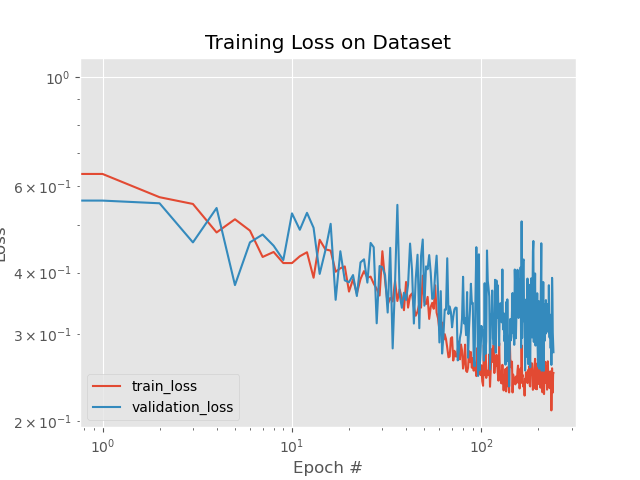 Training Loss on Dataset
10⁰
6 × 10⁻¹
4 × 10⁻¹
3 × 10⁻¹
2 × 10⁻¹
Loss
train_loss
validation_loss
10⁰ 10¹ 10²
Epoch #